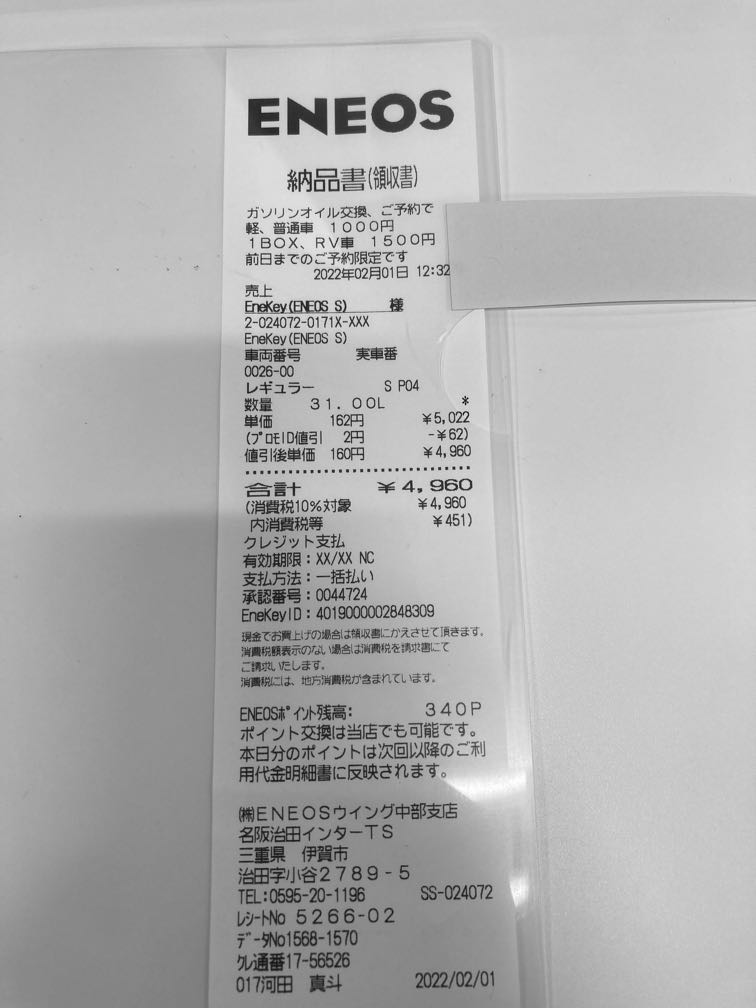 ENEOS
納品書(領収書)
ガソリンオイル交換、ご予約で
軽、普通車 1000円
1BOX、RV車 1500円
前日までのご予約限定です
2022年02月01日 12:32
売上
EneKey(ENEOS S) 様
2-024072-0171X-XXX
EneKey(ENEOS S)
車両番号 実車番
0026-00
レギュラー S P04
数量 31.00L *
単価 162円 ¥5,022
(プロモID値引 2円 -¥62)
値引後単価 160円 ¥4,960
合計 ¥4,960
(消費税10%対象 ¥4,960
内消費税等 ¥451)
クレジット支払
有効期限:XX/XX NC
支払方法:一括払い
承認番号:0044724
EneKeyID:4019000002848309
現金でお買上げの場合は領収書にかえさせて頂きます。
消費税額表示のない場合は消費税を請求書にて
ご請求いたします。
消費税には、地方消費税が含まれています。
ENEOSポイント残高: 340P
ポイント交換は当店でも可能です。
本日分のポイントは次回以降のご利
用代金明細書に反映されます。
㈱ENEOSウイング中部支店
名阪治田インターTS
三重県 伊賀市
治田字小谷2789-5
TEL:0595-20-1196 SS-024072
レシートNo 5266-02
データNo1568-1570
クレ通番17-56526
017河田 真斗 2022/02/01